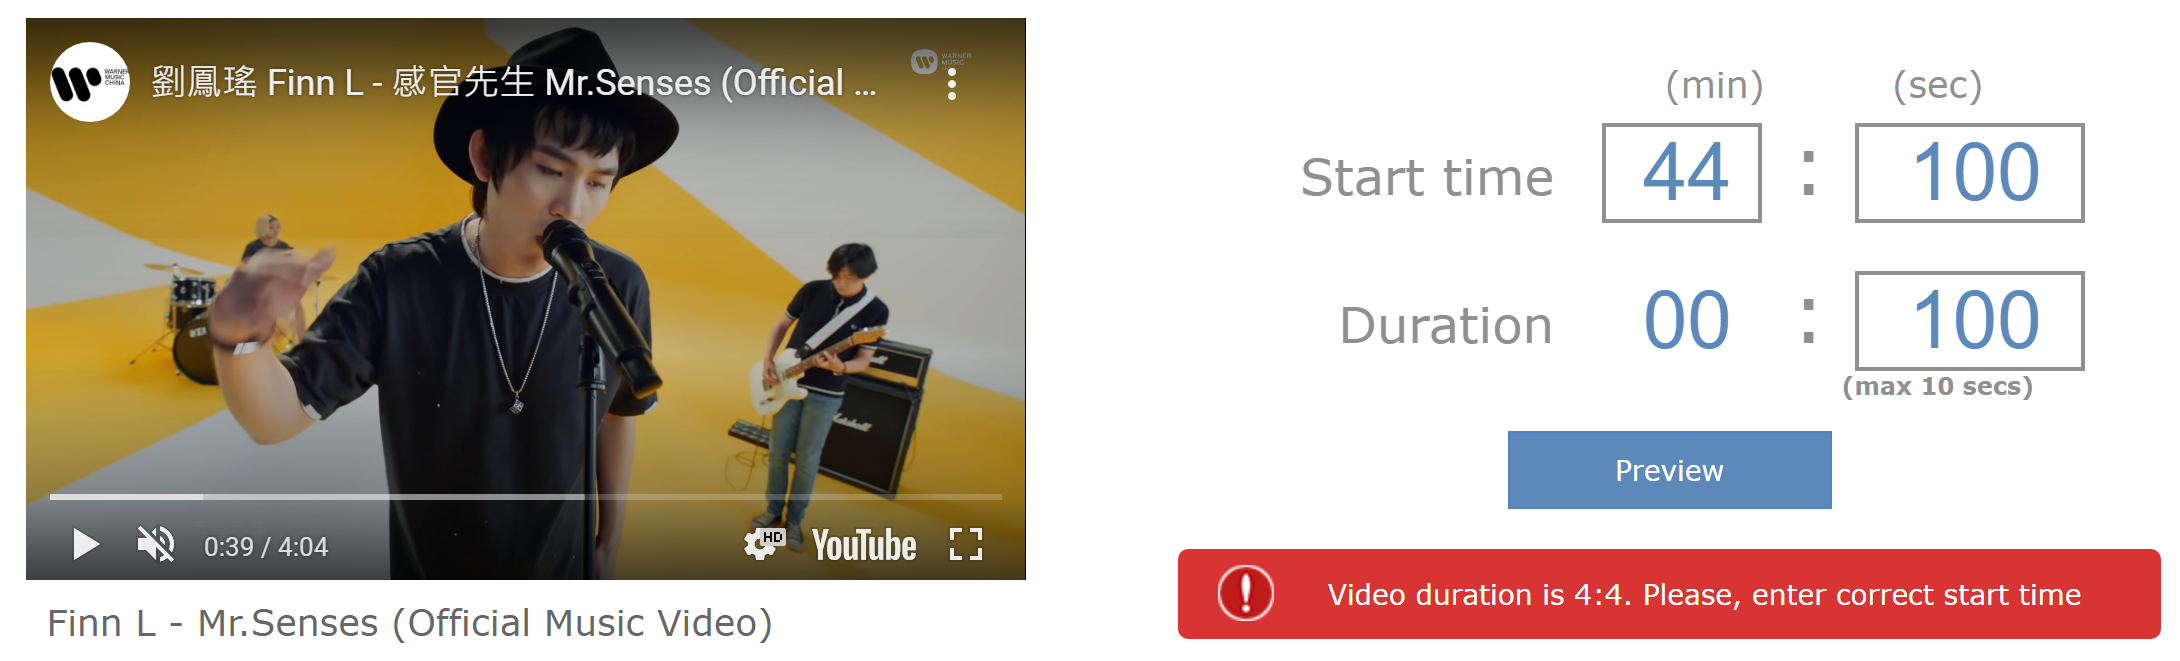 WARNER
MUSIC
CHINA
劉鳳瑤 Finn L - 感官先生 Mr.Senses (Official ...
WARNER
MUSIC
0:39 / 4:04
HD
YouTube
Finn L - Mr.Senses (Official Music Video)
(min) (sec)
Start time 44 : 100
Duration 00 : 100
(max 10 secs)
Preview
Video duration is 4:4. Please, enter correct start time
Marshall